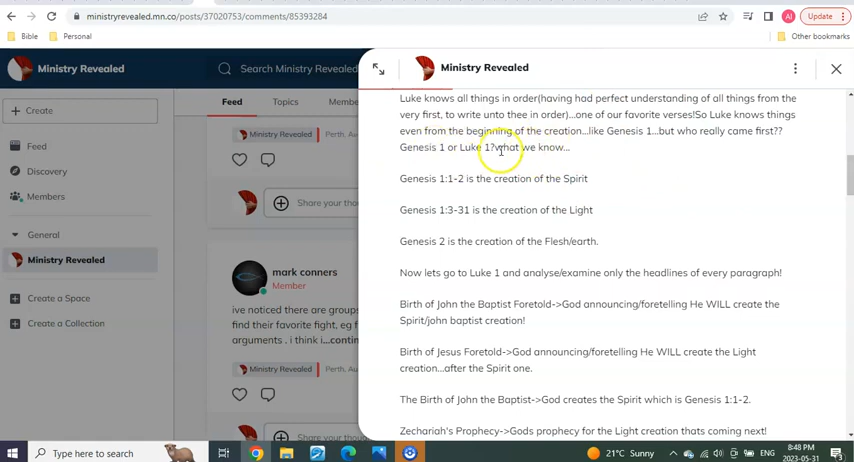 ministryrevealed.mn.co/posts/37020753/comments/85393284
AI
Update
Bible
Personal
Other bookmarks
Ministry Revealed
Search Ministry Revealed
Create
Feed
Discovery
Members
General
Ministry Revealed
Create a Space
Create a Collection
Feed
Topics
Membe
Ministry Revealed
Perth, Au
Share your thou
mark conners
Member
ive noticed there are groups
find their favorite fight, eg f
arguments . i think i...contin
Ministry Revealed
Perth, Aug
Ministry Revealed
Luke knows all things in order(having had perfect understanding of all things from the
very first, to write unto thee in order)...one of our favorite verses!So Luke knows things
even from the beginning of the creation...like Genesis 1...but who really came first??
Genesis 1 or Luke 1?what we know...
Genesis 1:1-2 is the creation of the Spirit
Genesis 1:3-31 is the creation of the Light
Genesis 2 is the creation of the Flesh/earth.
Now lets go to Luke 1 and analyse/examine only the headlines of every paragraph!
Birth of John the Baptist Foretold->God announcing/foretelling He WILL create the
Spirit/john baptist creation!
Birth of Jesus Foretold->God announcing/foretelling He WILL create the Light
creation...after the Spirit one.
The Birth of John the Baptist->God creates the Spirit which is Genesis 1:1-2.
Zechariah's Prophecy->Gods prophecy for the Light creation thats coming next!
Type here to search
21°C Sunny
ENG
8:48 PM
2023-05-31